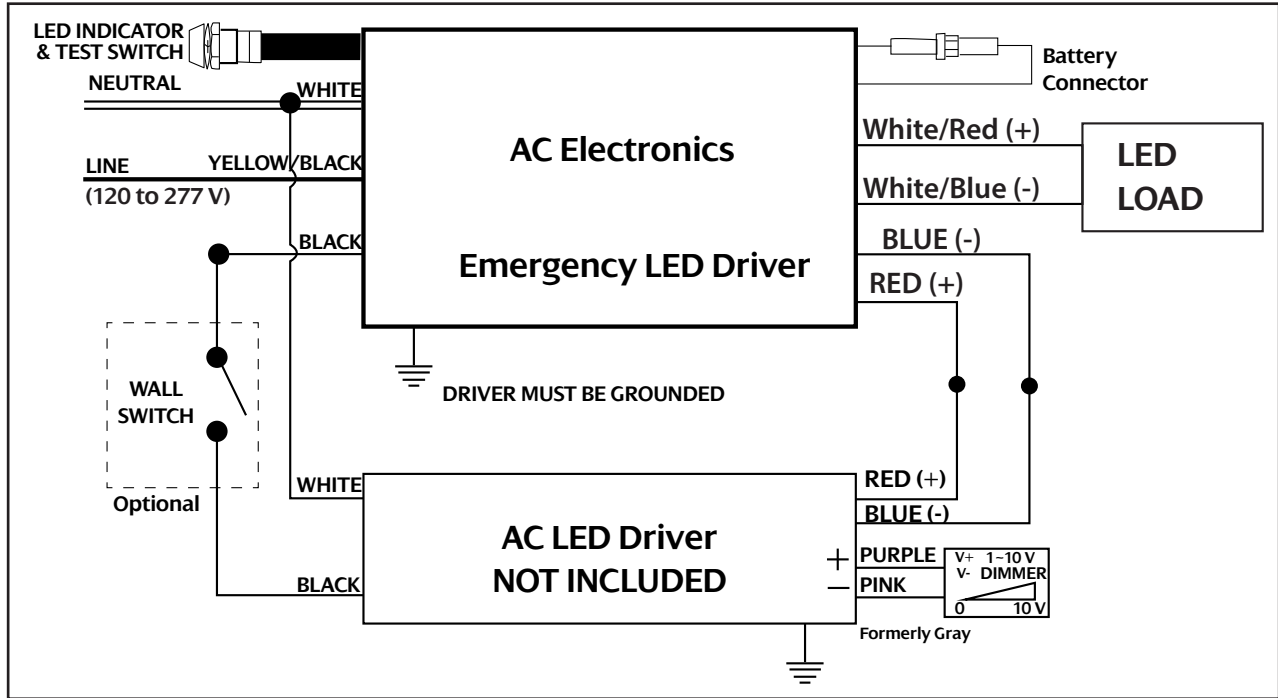 LED INDICATOR
& TEST SWITCH
NEUTRAL
WHITE
LINE
YELLOW/BLACK
(120 to 277 V)
BLACK
AC Electronics
Emergency LED Driver
Battery
Connector
White/Red (+)
White/Blue (-)
LED
LOAD
BLUE (-)
RED (+)
WALL
SWITCH
Optional
DRIVER MUST BE GROUNDED
WHITE
BLACK
AC LED Driver
NOT INCLUDED
RED (+)
BLUE (-)
+ PURPLE
— PINK
Formerly Gray
V+ 1~10 V
V- DIMMER
0 10 V